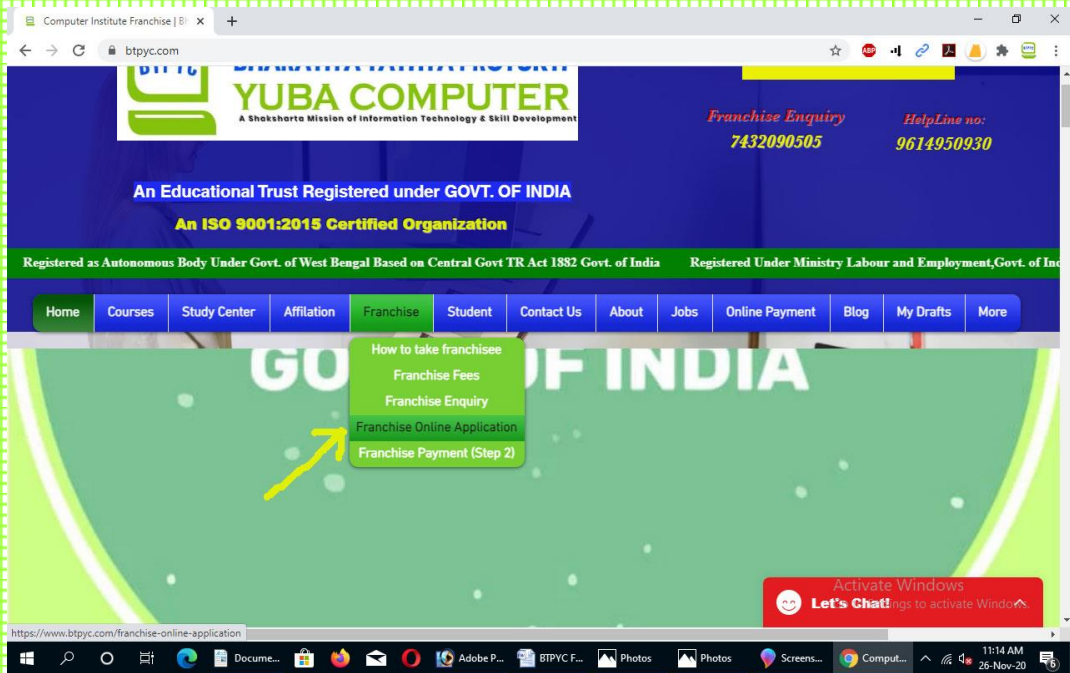 Computer Institute Franchise | Bh
btpyc.com
YUBA COMPUTER
A Shaksharta Mission of Information Technology & Skill Development
Franchise Enquiry
7432090505
HelpLine no:
9614950930
An Educational Trust Registered under GOVT. OF INDIA
An ISO 9001:2015 Certified Organization
Registered as Autonomous Body Under Govt. of West Bengal Based on Central Govt TR Act 1882 Govt. of India Registered Under Ministry Labour and Employment,Govt. of
Home Courses Study Center Affilation Franchise Student Contact Us About Jobs Online Payment Blog My Drafts More
How to take franchisee
Franchise Fees
Franchise Enquiry
Franchise Online Application
Franchise Payment (Step 2)
OF INDIA
Activate Windows
Let's Chat!
ings to activate Windows.
https://www.btpyc.com/franchise-online-application
Docume... Adobe P... BTPYC F... Photos Photos Screens... Comput...
11:14 AM
26-Nov-20
6